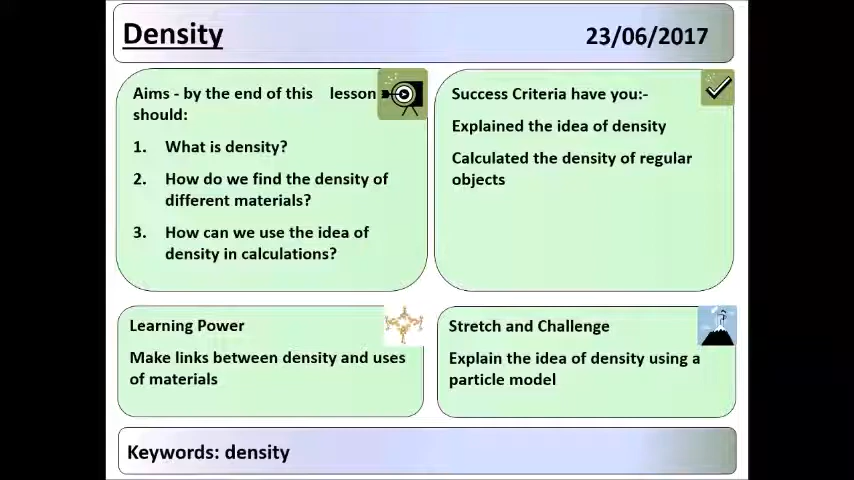 Density
23/06/2017
Aims - by the end of this lesson
should:
1. What is density?
2. How do we find the density of
different materials?
3. How can we use the idea of
density in calculations?
Success Criteria have you:-
Explained the idea of density
Calculated the density of regular
objects
Learning Power
Make links between density and uses
of materials
Stretch and Challenge
Explain the idea of density using a
particle model
Keywords: density